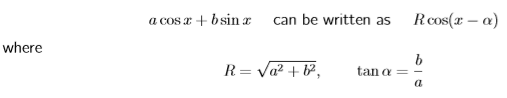 a cos x + b sin x can be written as R cos(x − α)
where
R = √(a² + b²), tan α = b/a